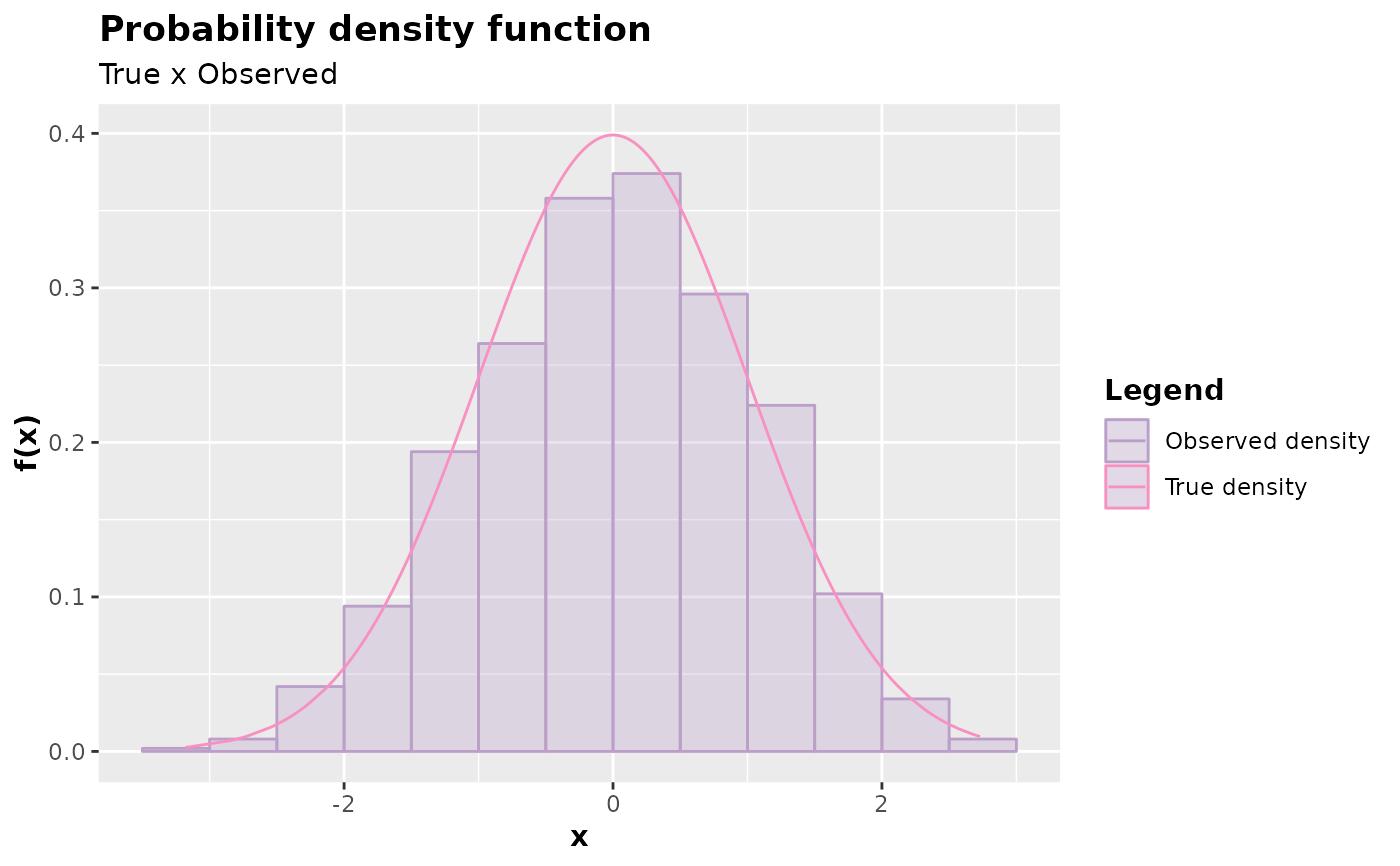 Probability density function
True x Observed
0.4
0.3
0.2
0.1
0.0
f(x)
-2
0
2
x
Legend
Observed density
True density